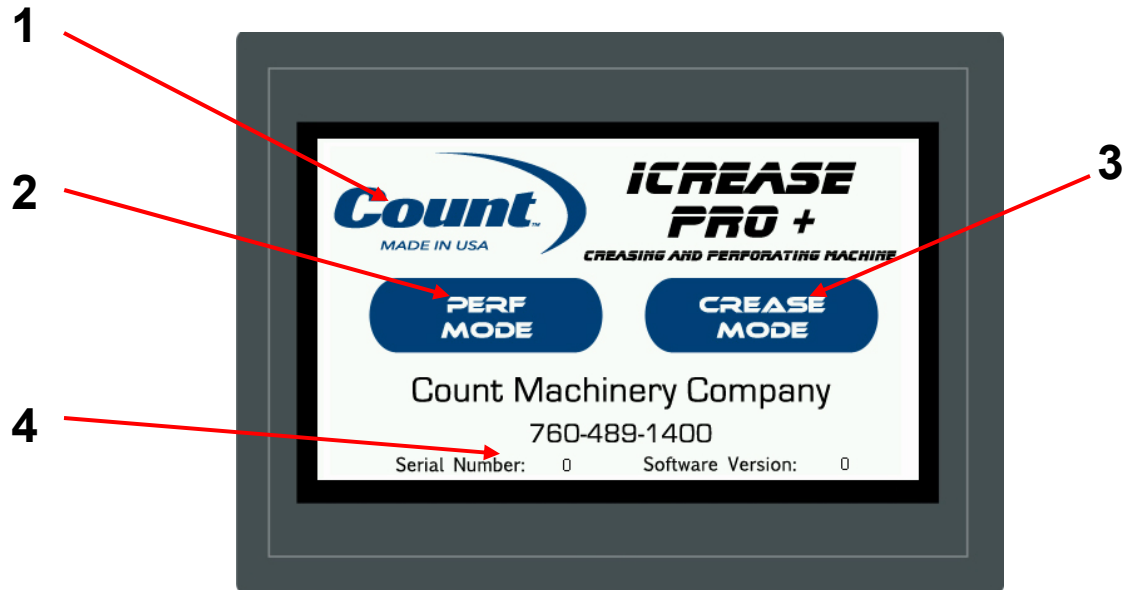 1
2
3
4
Count™
MADE IN USA
iCREASE
PRO +
CREASING AND PERFORATING MACHINE
PERF
MODE
CREASE
MODE
Count Machinery Company
760-489-1400
Serial Number: 0 Software Version: 0